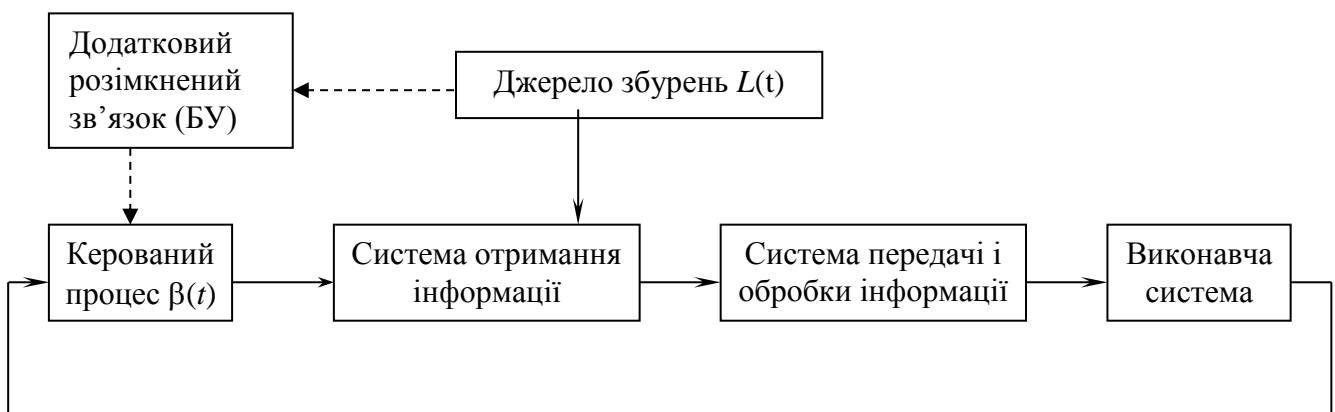 Додатковий
розімкнений
зв’язок (БУ)
Джерело збурень L(t)
Керований
процес β(t)
Система отримання
інформації
Система передачі і
обробки інформації
Виконавча
система